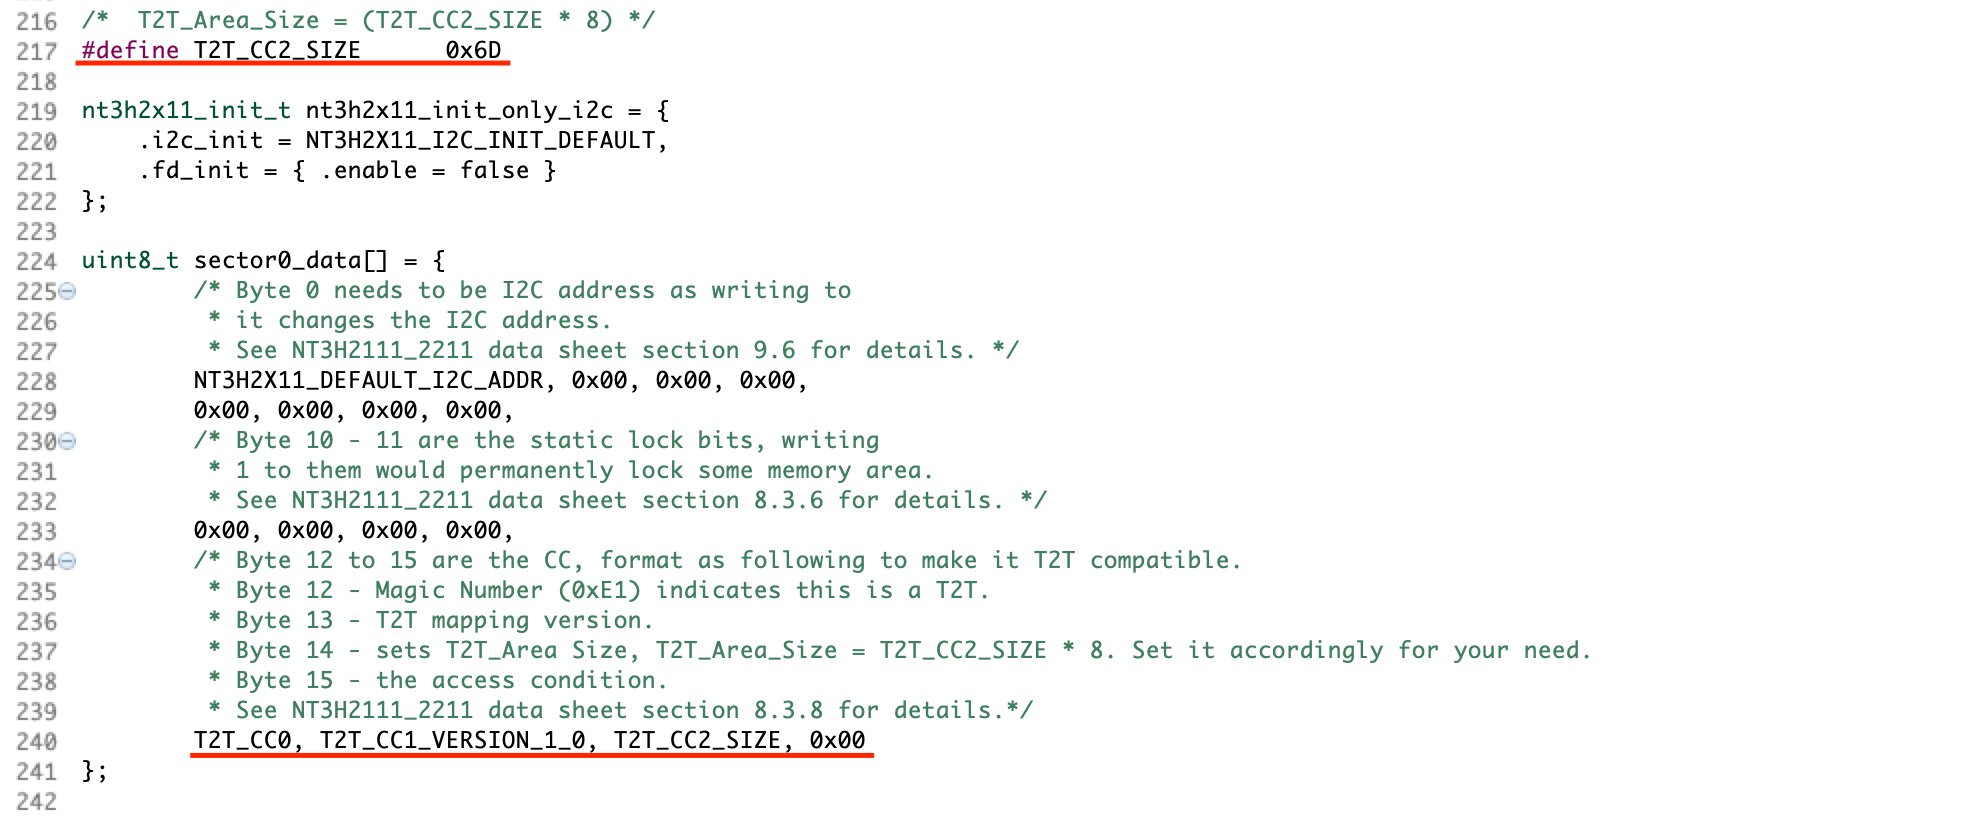 216 /*  T2T_Area_Size = (T2T_CC2_SIZE * 8) */
217 #define T2T_CC2_SIZE      0x6D
218
219 nt3h2x11_init_t nt3h2x11_init_only_i2c = {
220     .i2c_init = NT3H2X11_I2C_INIT_DEFAULT,
221     .fd_init = { .enable = false }
222 };
223
224 uint8_t sector0_data[] = {
225         /* Byte 0 needs to be I2C address as writing to
226          * it changes the I2C address.
227          * See NT3H2111_2211 data sheet section 9.6 for details. */
228         NT3H2X11_DEFAULT_I2C_ADDR, 0x00, 0x00, 0x00,
229         0x00, 0x00, 0x00, 0x00,
230         /* Byte 10 - 11 are the static lock bits, writing
231          * 1 to them would permanently lock some memory area.
232          * See NT3H2111_2211 data sheet section 8.3.6 for details. */
233         0x00, 0x00, 0x00, 0x00,
234         /* Byte 12 to 15 are the CC, format as following to make it T2T compatible.
235          * Byte 12 - Magic Number (0xE1) indicates this is a T2T.
236          * Byte 13 - T2T mapping version.
237          * Byte 14 - sets T2T_Area Size, T2T_Area_Size = T2T_CC2_SIZE * 8. Set it accordingly for your need.
238          * Byte 15 - the access condition.
239          * See NT3H2111_2211 data sheet section 8.3.8 for details.*/
240         T2T_CC0, T2T_CC1_VERSION_1_0, T2T_CC2_SIZE, 0x00
241 };
242